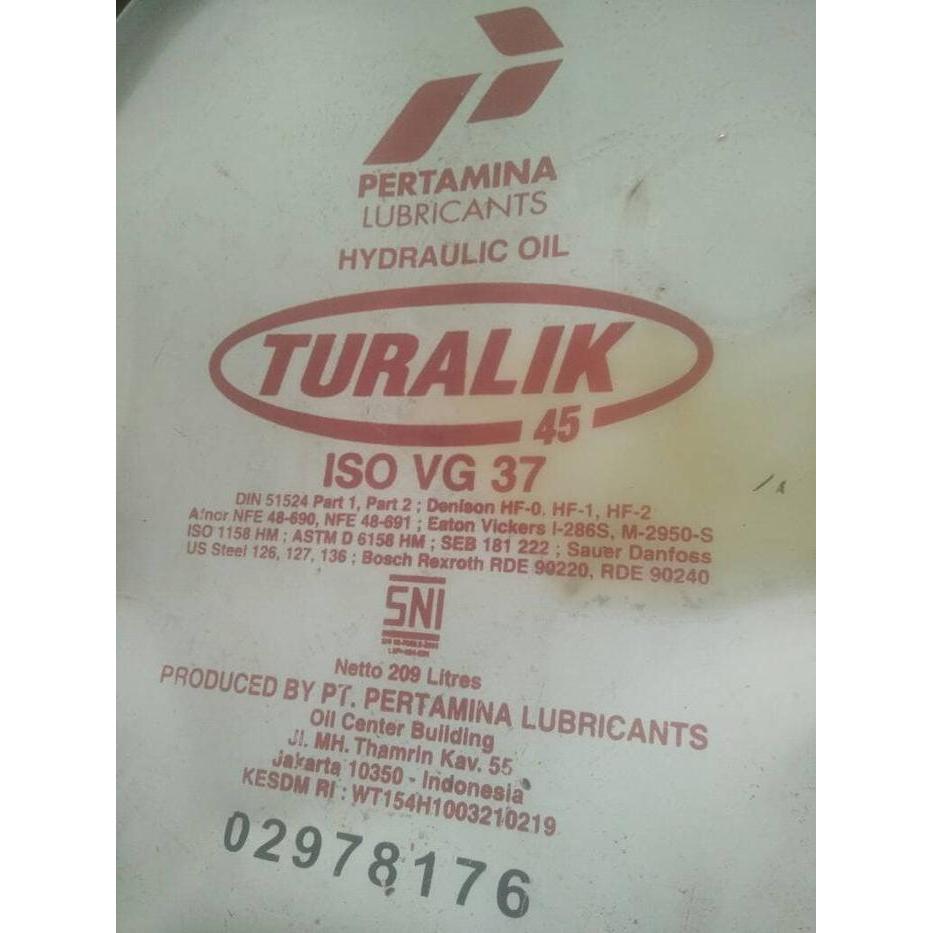 PERTAMINA
LUBRICANTS
HYDRAULIC OIL
TURALIK
45
ISO VG 37
DIN 51524 Part 1, Part 2 ; Denison HF-0. HF-1, HF-2
Afnor NFE 48-690, NFE 48-691 ; Eaton Vickers I-286S, M-2950-S
ISO 1158 HM ; ASTM D 6158 HM ; SEB 181 222 ; Sauer Danfoss
US Steel 126, 127, 136 ; Bosch Rexroth RDE 90220, RDE 90240
SNI
Netto 209 Litres
PRODUCED BY PT. PERTAMINA LUBRICANTS
Oil Center Building
Jl. MH. Thamrin Kav. 55
Jakarta 10350 - Indonesia
KESDM RI : WT154H1003210219
02978176